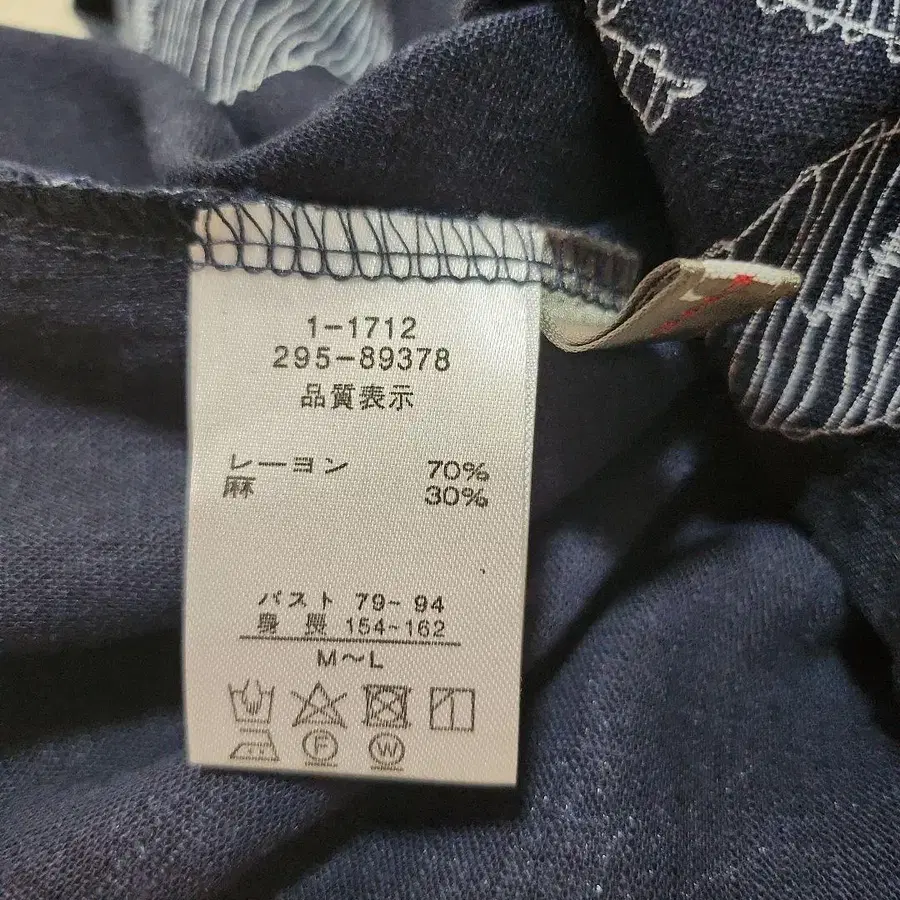 1-1712
295-89378
品質表示
レーヨン 70%
麻 30%
バスト 79~94
身長 154~162
M~L
F W